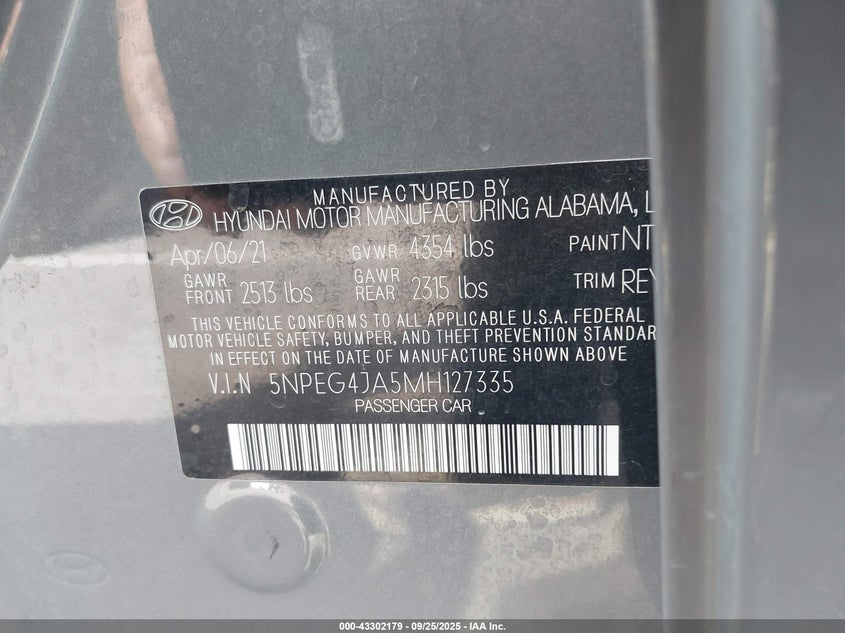 MANUFACTURED BY
HYUNDAI MOTOR MANUFACTURING ALABAMA, L
Apr/06/21 GVWR 4354 lbs PAINT NT
GAWR FRONT 2513 lbs GAWR REAR 2315 lbs TRIM REY
THIS VEHICLE CONFORMS TO ALL APPLICABLE U.S.A. FEDERAL
MOTOR VEHICLE SAFETY, BUMPER, AND THEFT PREVENTION STANDAR
IN EFFECT ON THE DATE OF MANUFACTURE SHOWN ABOVE
V.I.N 5NPEG4JA5MH127335
PASSENGER CAR
000-43302179 - 09/25/2025 - IAA Inc.